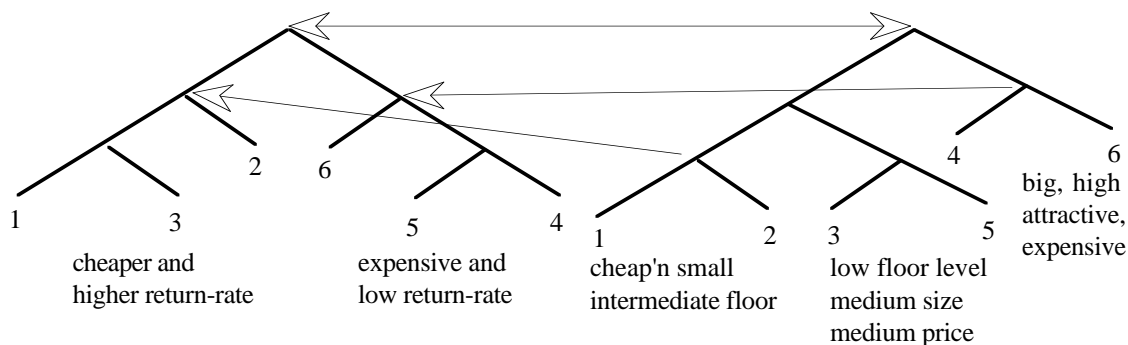 2
6
4
6
1
3
5
4
1
2
3
5
big, high
attractive,
expensive
cheaper and
higher return-rate
expensive and
low return-rate
cheap'n small
intermediate floor
low floor level
medium size
medium price